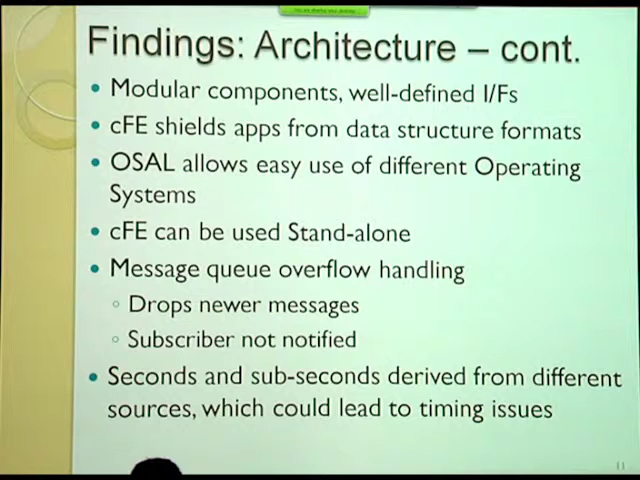 Findings: Architecture – cont.
• Modular components, well-defined I/Fs
• cFE shields apps from data structure formats
• OSAL allows easy use of different Operating
Systems
• cFE can be used Stand-alone
• Message queue overflow handling
◦ Drops newer messages
◦ Subscriber not notified
• Seconds and sub-seconds derived from different
sources, which could lead to timing issues
11